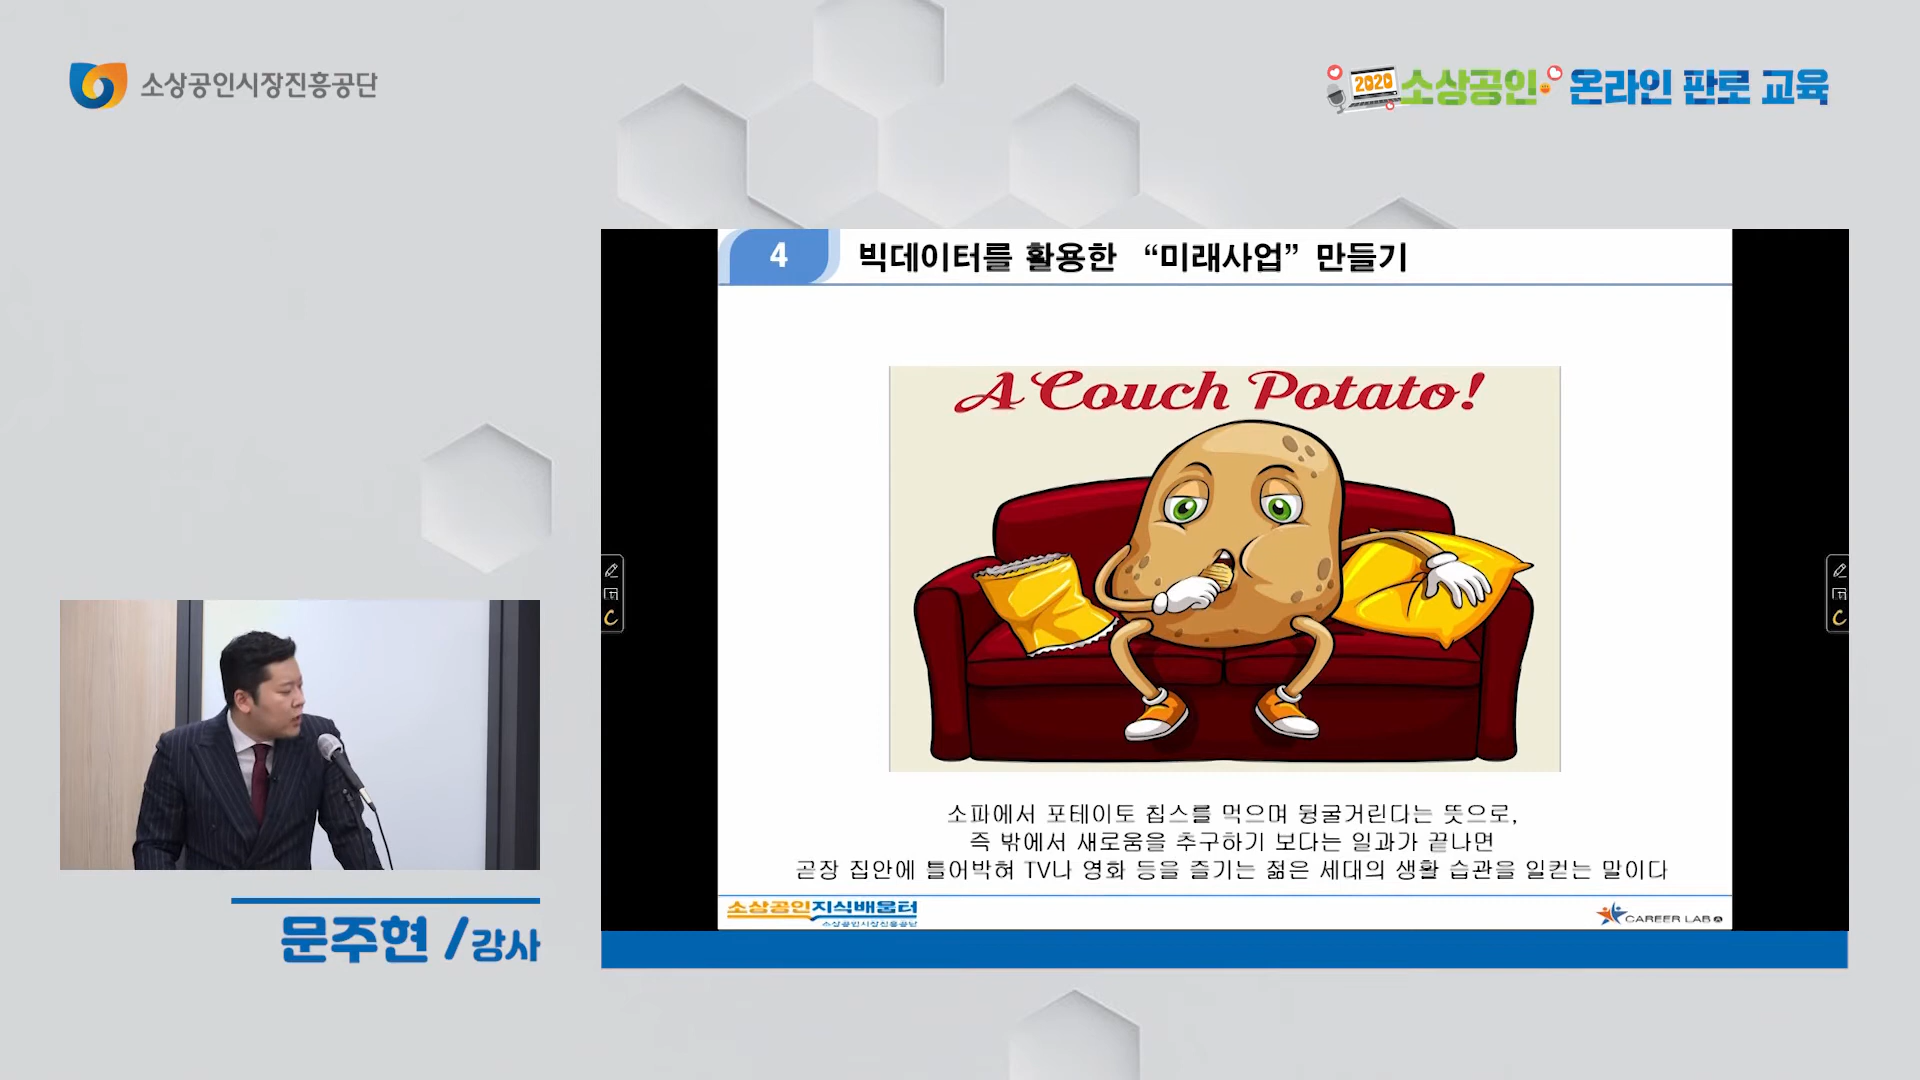 소상공인시장진흥공단
2020 소상공인 온라인 판로 교육
4
빅데이터를 활용한 “미래사업” 만들기
A Couch Potato!
소파에서 포테이토 칩스를 먹으며 뒹굴거린다는 뜻으로,
즉 밖에서 새로움을 추구하기 보다는 일과가 끝나면
곧장 집안에 틀어박혀 TV나 영화 등을 즐기는 젊은 세대의 생활 습관을 일컫는 말이다
소상공인지식배움터
소상공인시장진흥공단
CAREER LAB
문주현 / 강사